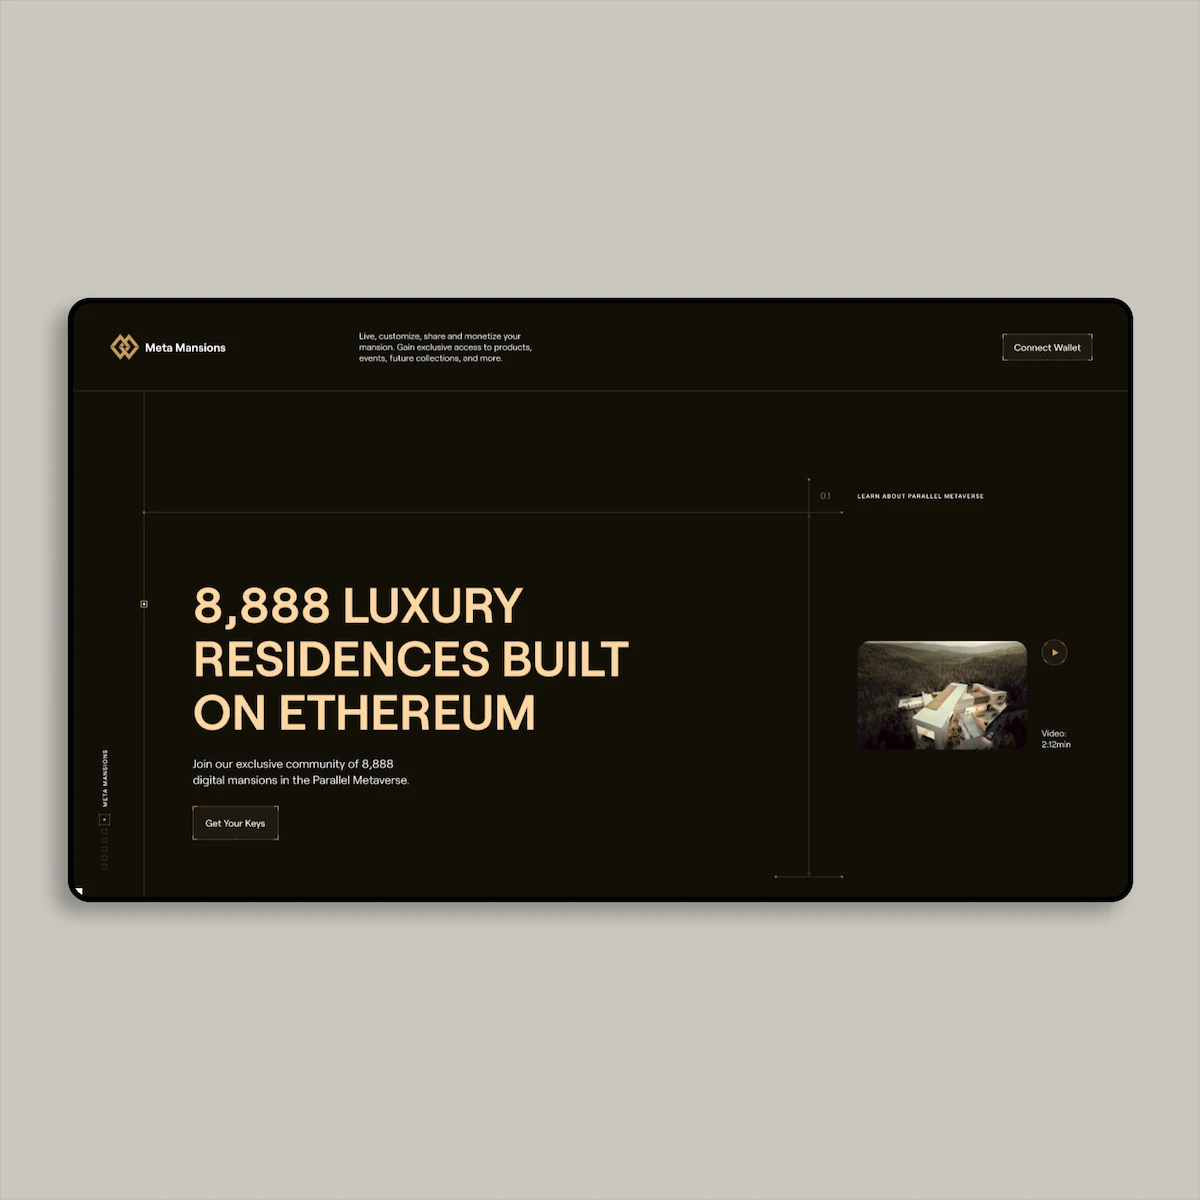 Meta Mansions
Live, customize, share and monetize your
mansion. Gain exclusive access to products,
events, future collections, and more.
Connect Wallet
0.1
LEARN ABOUT PARALLEL METAVERSE
8,888 LUXURY
RESIDENCES BUILT
ON ETHEREUM
Join our exclusive community of 8,888
digital mansions in the Parallel Metaverse.
Get Your Keys
Video:
2:12min
META MANSIONS